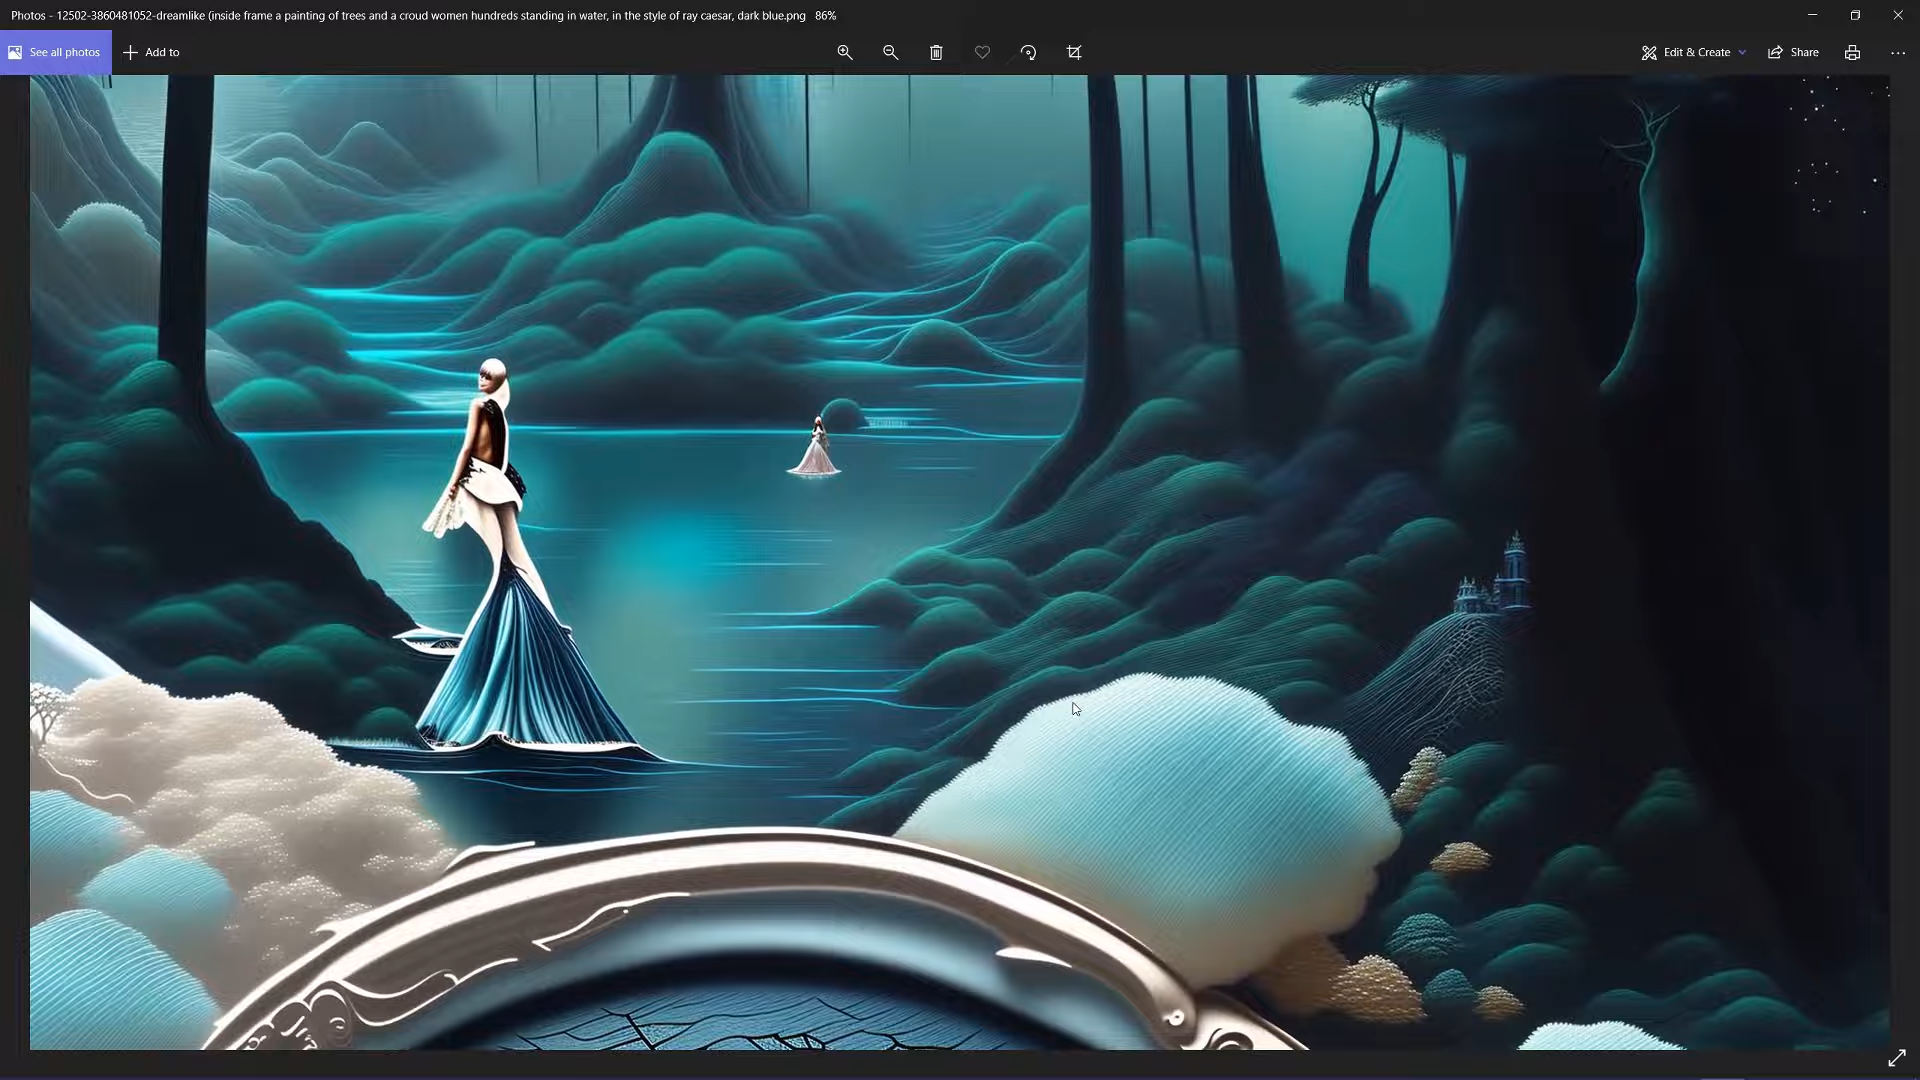 Photos - 12502-3860481052-dreamlike (inside frame a painting of trees and a croud women hundreds standing in water, in the style of ray caesar, dark blue.png   86%
See all photos   Add to   Edit & Create   Share